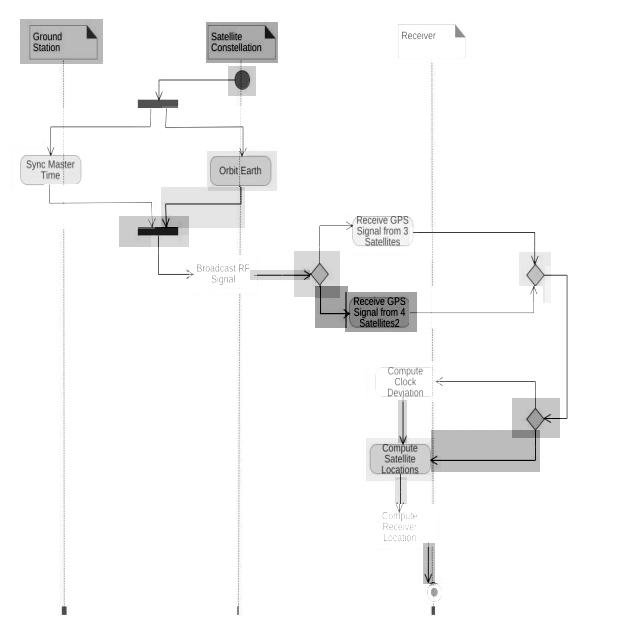 Ground
Station
Satellite
Constellation
Receiver
Sync Master
Time
Orbit Earth
Broadcast RF
Signal
Receive GPS
Signal from 3
Satellites
Receive GPS
Signal from 4
Satellites2
Compute
Clock
Deviation
Compute
Satellite
Locations
Compute
Receiver
Location